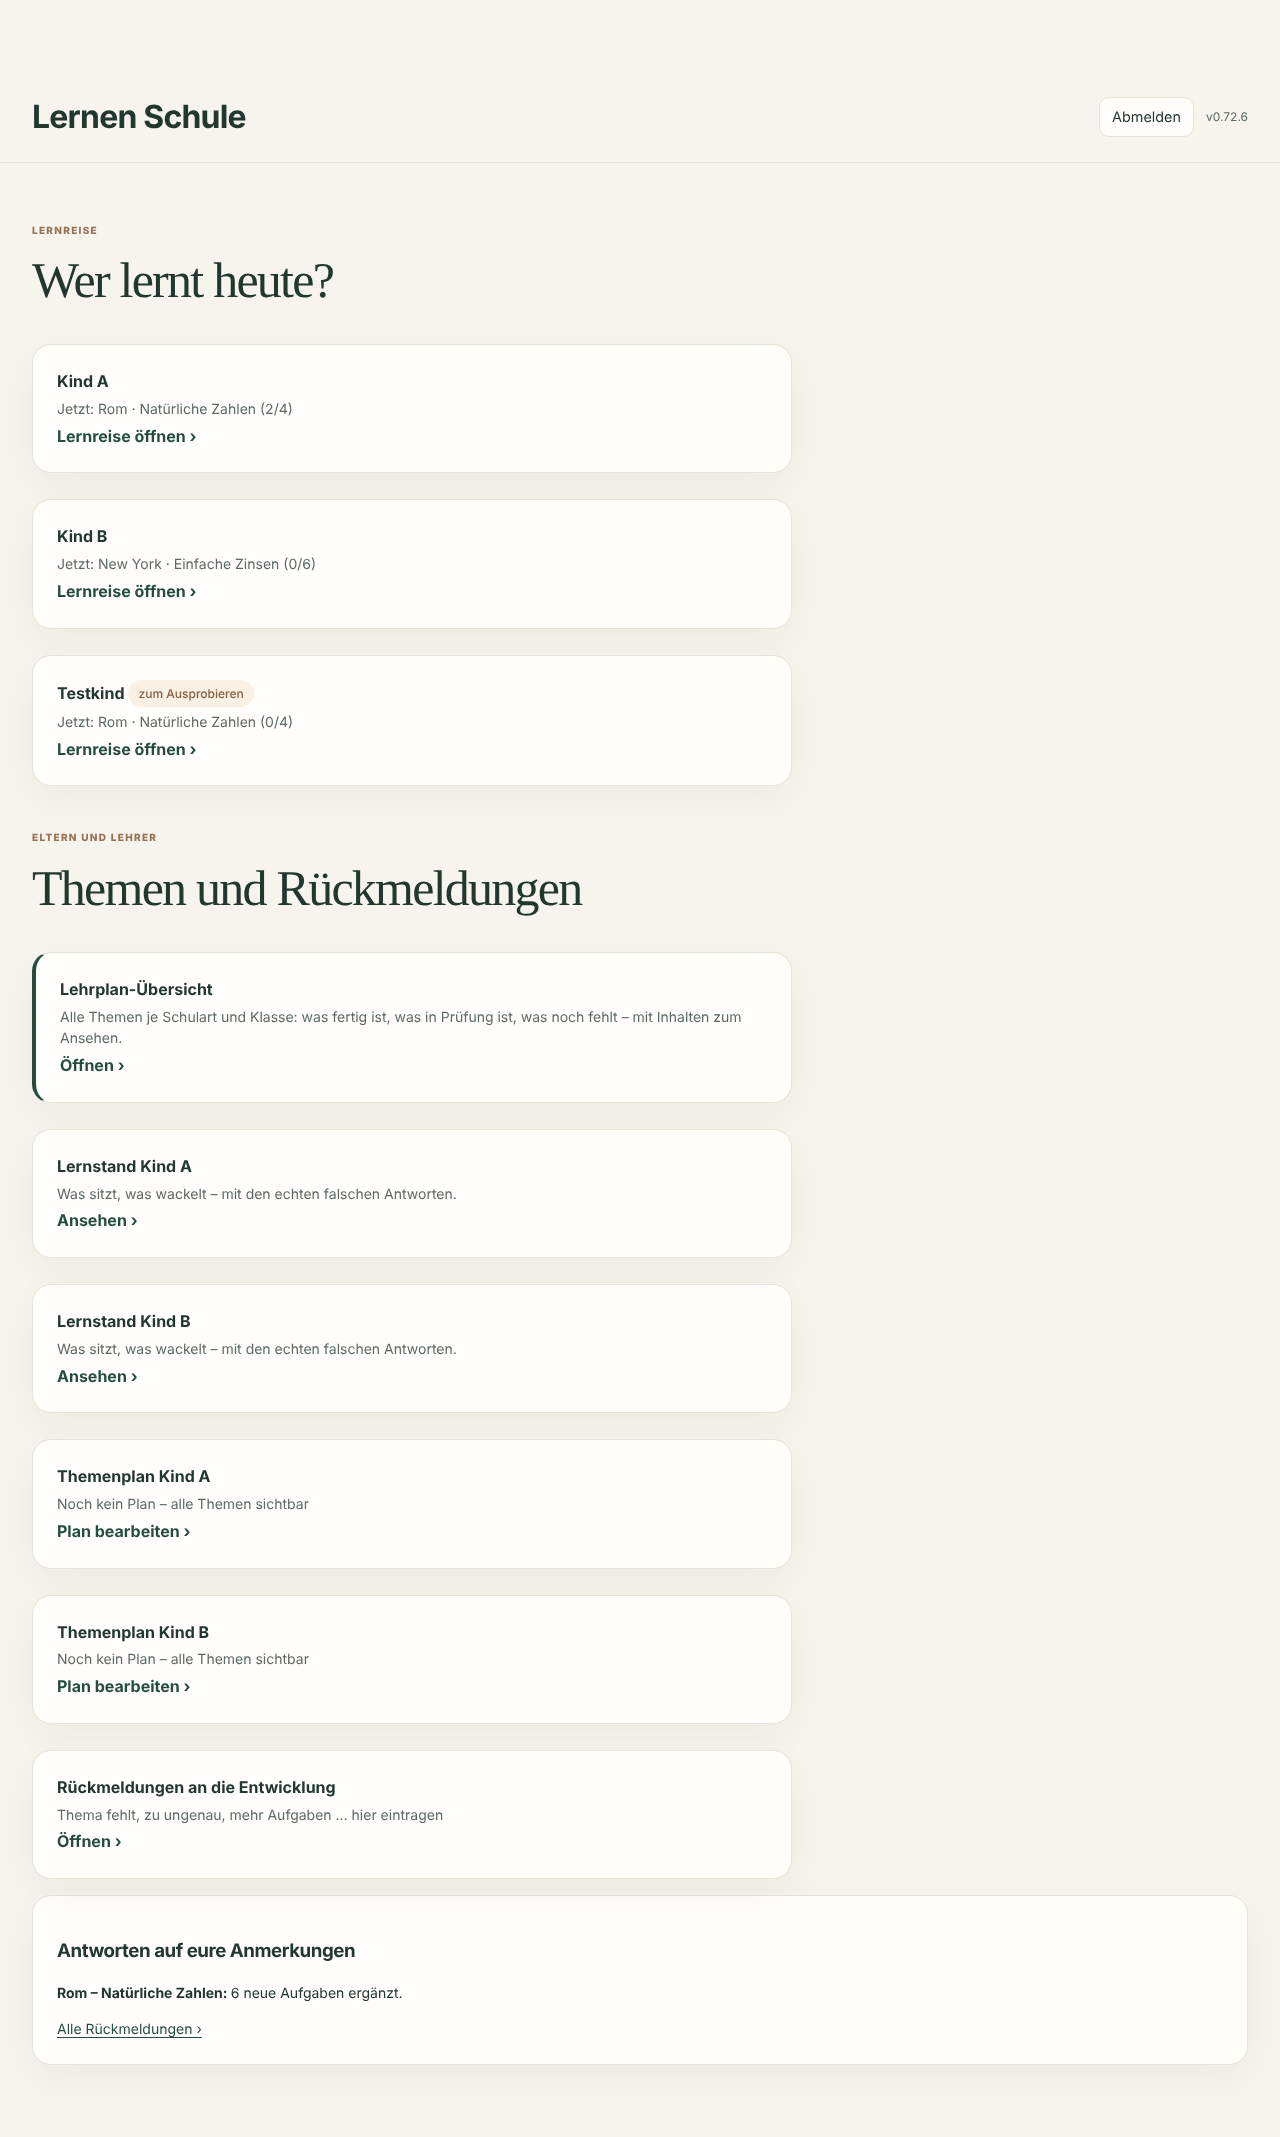 Lernen Schule
Abmelden
v0.72.6
LERNREISE
Wer lernt heute?
Kind A
Jetzt: Rom · Natürliche Zahlen (2/4)
Lernreise öffnen ›
Kind B
Jetzt: New York · Einfache Zinsen (0/6)
Lernreise öffnen ›
Testkind zum Ausprobieren
Jetzt: Rom · Natürliche Zahlen (0/4)
Lernreise öffnen ›
ELTERN UND LEHRER
Themen und Rückmeldungen
Lehrplan-Übersicht
Alle Themen je Schulart und Klasse: was fertig ist, was in Prüfung ist, was noch fehlt – mit Inhalten zum
Ansehen.
Öffnen ›
Lernstand Kind A
Was sitzt, was wackelt – mit den echten falschen Antworten.
Ansehen ›
Lernstand Kind B
Was sitzt, was wackelt – mit den echten falschen Antworten.
Ansehen ›
Themenplan Kind A
Noch kein Plan – alle Themen sichtbar
Plan bearbeiten ›
Themenplan Kind B
Noch kein Plan – alle Themen sichtbar
Plan bearbeiten ›
Rückmeldungen an die Entwicklung
Thema fehlt, zu ungenau, mehr Aufgaben … hier eintragen
Öffnen ›
Antworten auf eure Anmerkungen
Rom – Natürliche Zahlen: 6 neue Aufgaben ergänzt.
Alle Rückmeldungen ›